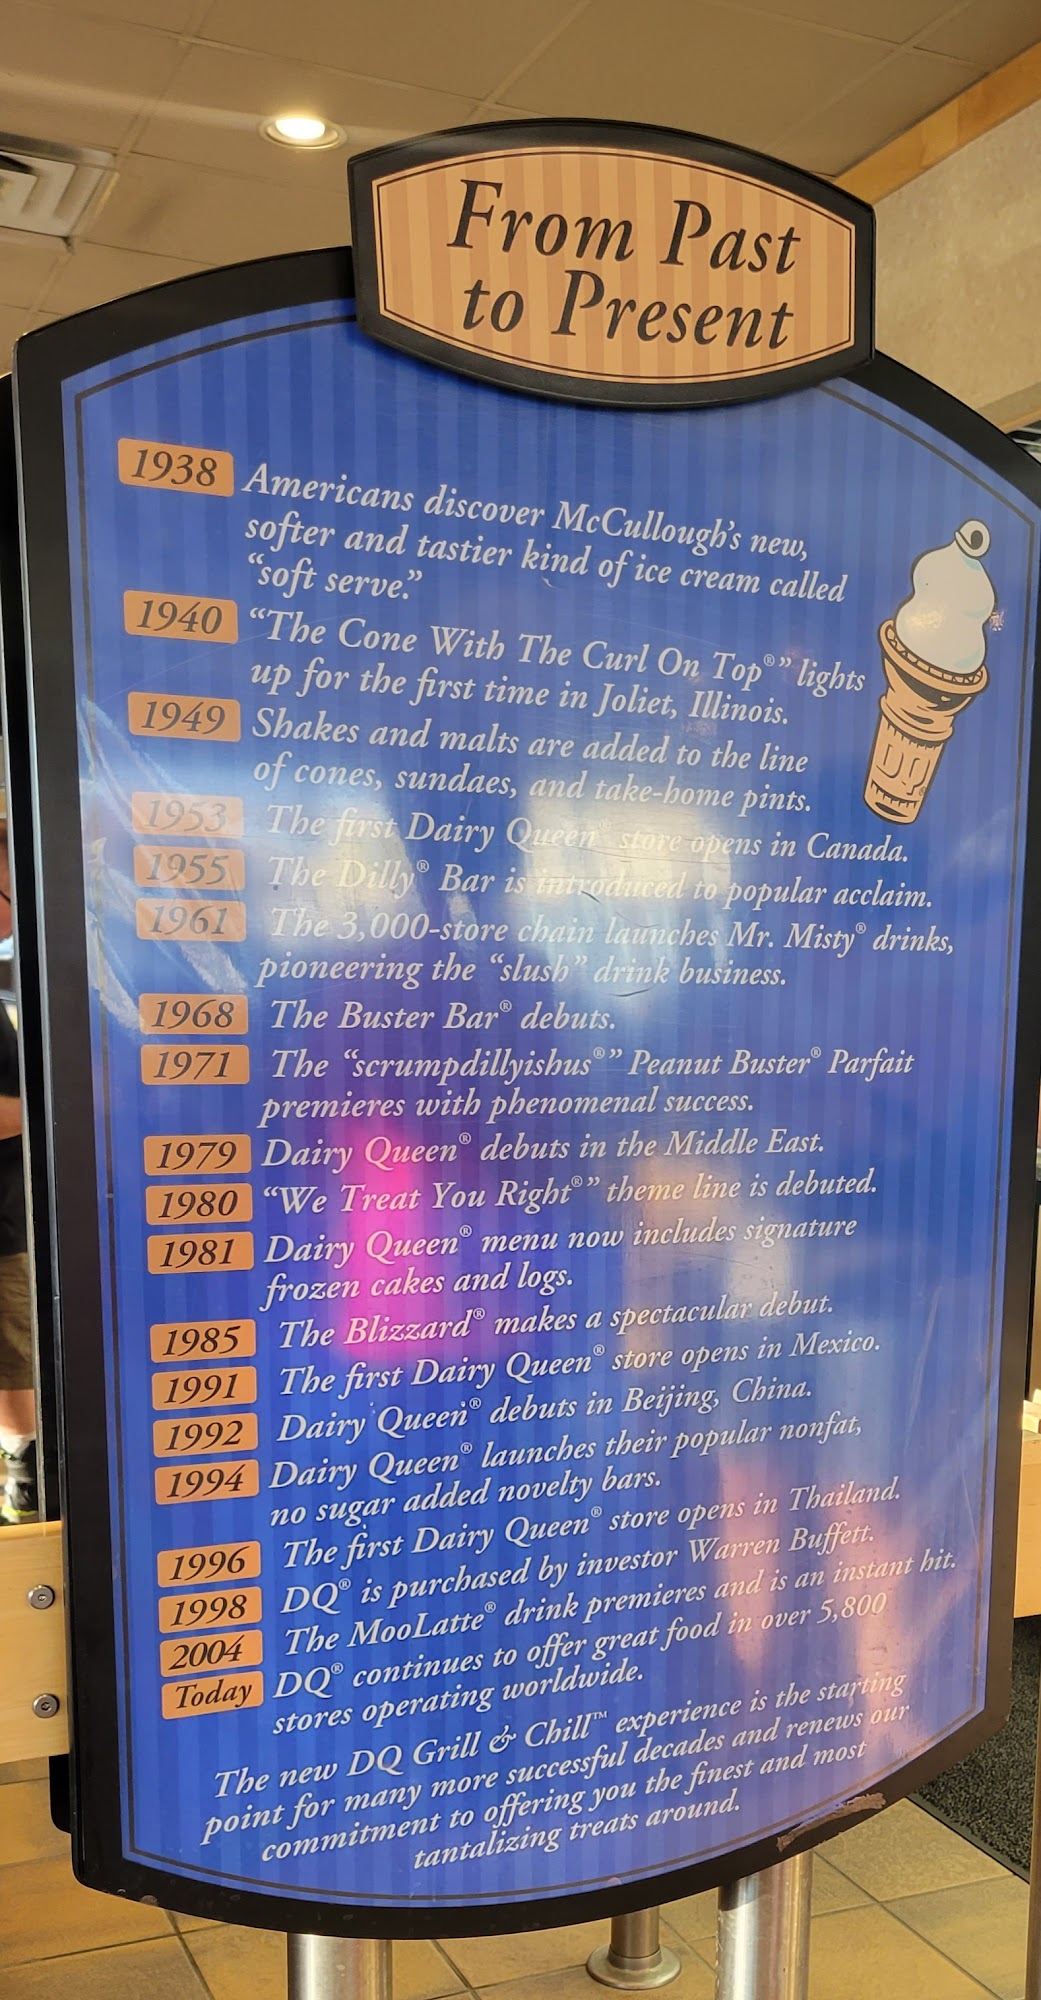 From Past
to Present
1938 Americans discover McCullough's new,
softer and tastier kind of ice cream called
"soft serve."
1940 "The Cone With The Curl On Top®" lights
up for the first time in Joliet, Illinois.
1949 Shakes and malts are added to the line
of cones, sundaes, and take-home pints.
1953 The first Dairy Queen® store opens in Canada.
1955 The Dilly® Bar is introduced to popular acclaim.
1961 The 3,000-store chain launches Mr. Misty® drinks,
pioneering the "slush" drink business.
1968 The Buster Bar® debuts.
1971 The "scrumpdillyishus®" Peanut Buster® Parfait
premieres with phenomenal success.
1979 Dairy Queen® debuts in the Middle East.
1980 "We Treat You Right®" theme line is debuted.
1981 Dairy Queen® menu now includes signature
frozen cakes and logs.
1985 The Blizzard® makes a spectacular debut.
1991 The first Dairy Queen® store opens in Mexico.
1992 Dairy Queen® debuts in Beijing, China.
1994 Dairy Queen® launches their popular nonfat,
no sugar added novelty bars.
1996 The first Dairy Queen® store opens in Thailand.
1998 DQ® is purchased by investor Warren Buffett.
2004 The MooLatte® drink premieres and is an instant hit.
Today DQ® continues to offer great food in over 5,800
stores operating worldwide.
The new DQ Grill & Chill™ experience is the starting
point for many more successful decades and renews our
commitment to offering you the finest and most
tantalizing treats around.
DQ